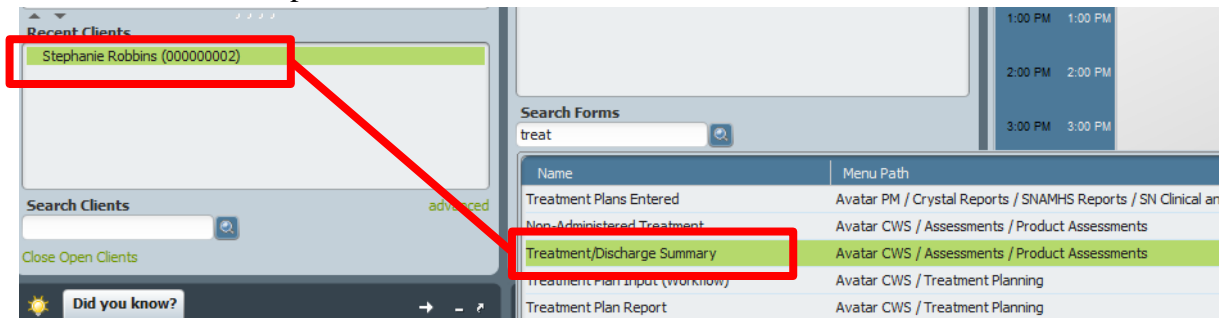 Recent Clients
Stephanie Robbins (000000002)
Search Clients
advanced
Close Open Clients
Did you know?
Search Forms
treat
Name Menu Path
Treatment Plans Entered Avatar PM / Crystal Reports / SNAMHS Reports / SN Clinical an
Non-Administered Treatment Avatar CWS / Assessments / Product Assessments
Treatment/Discharge Summary Avatar CWS / Assessments / Product Assessments
Treatment Plan Input (Workflow) Avatar CWS / Treatment Planning
Treatment Plan Report Avatar CWS / Treatment Planning
1:00 PM 1:00 PM
2:00 PM 2:00 PM
3:00 PM 3:00 PM